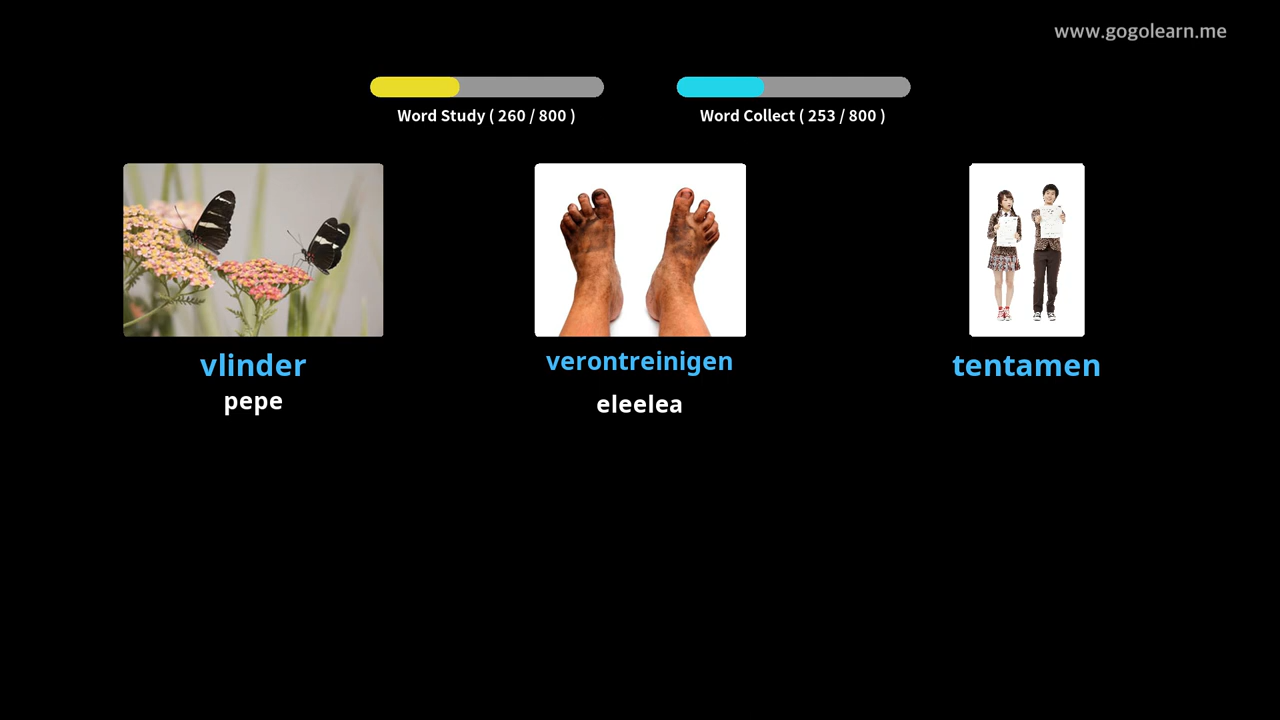 www.gogolearn.me
Word Study ( 260 / 800 )
Word Collect ( 253 / 800 )
vlinder
pepe
verontreinigen
eleelea
tentamen